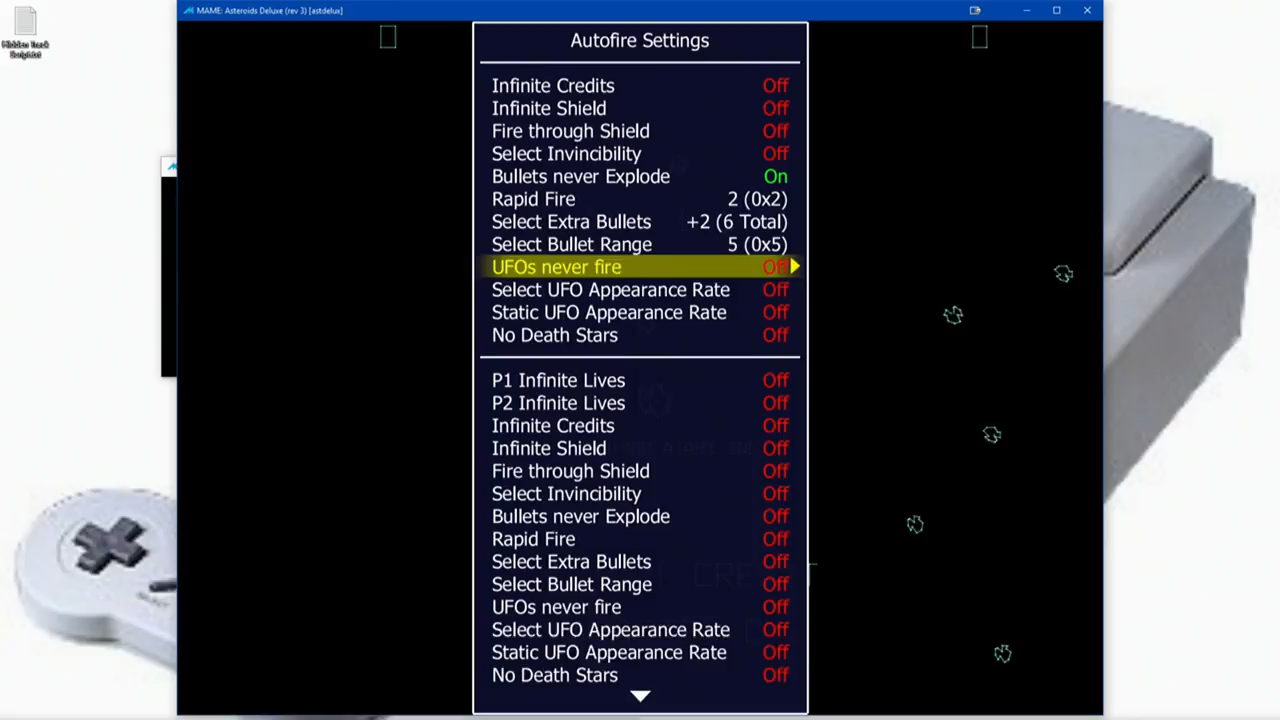 MAME: Asteroids Deluxe (rev 3) [astdelux]
Autofire Settings
Infinite Credits Off
Infinite Shield Off
Fire through Shield Off
Select Invincibility Off
Bullets never Explode On
Rapid Fire 2 (0x2)
Select Extra Bullets +2 (6 Total)
Select Bullet Range 5 (0x5)
UFOs never fire Off
Select UFO Appearance Rate Off
Static UFO Appearance Rate Off
No Death Stars Off
P1 Infinite Lives Off
P2 Infinite Lives Off
Infinite Credits Off
Infinite Shield Off
Fire through Shield Off
Select Invincibility Off
Bullets never Explode Off
Rapid Fire Off
Select Extra Bullets Off
Select Bullet Range Off
UFOs never fire Off
Select UFO Appearance Rate Off
Static UFO Appearance Rate Off
No Death Stars Off